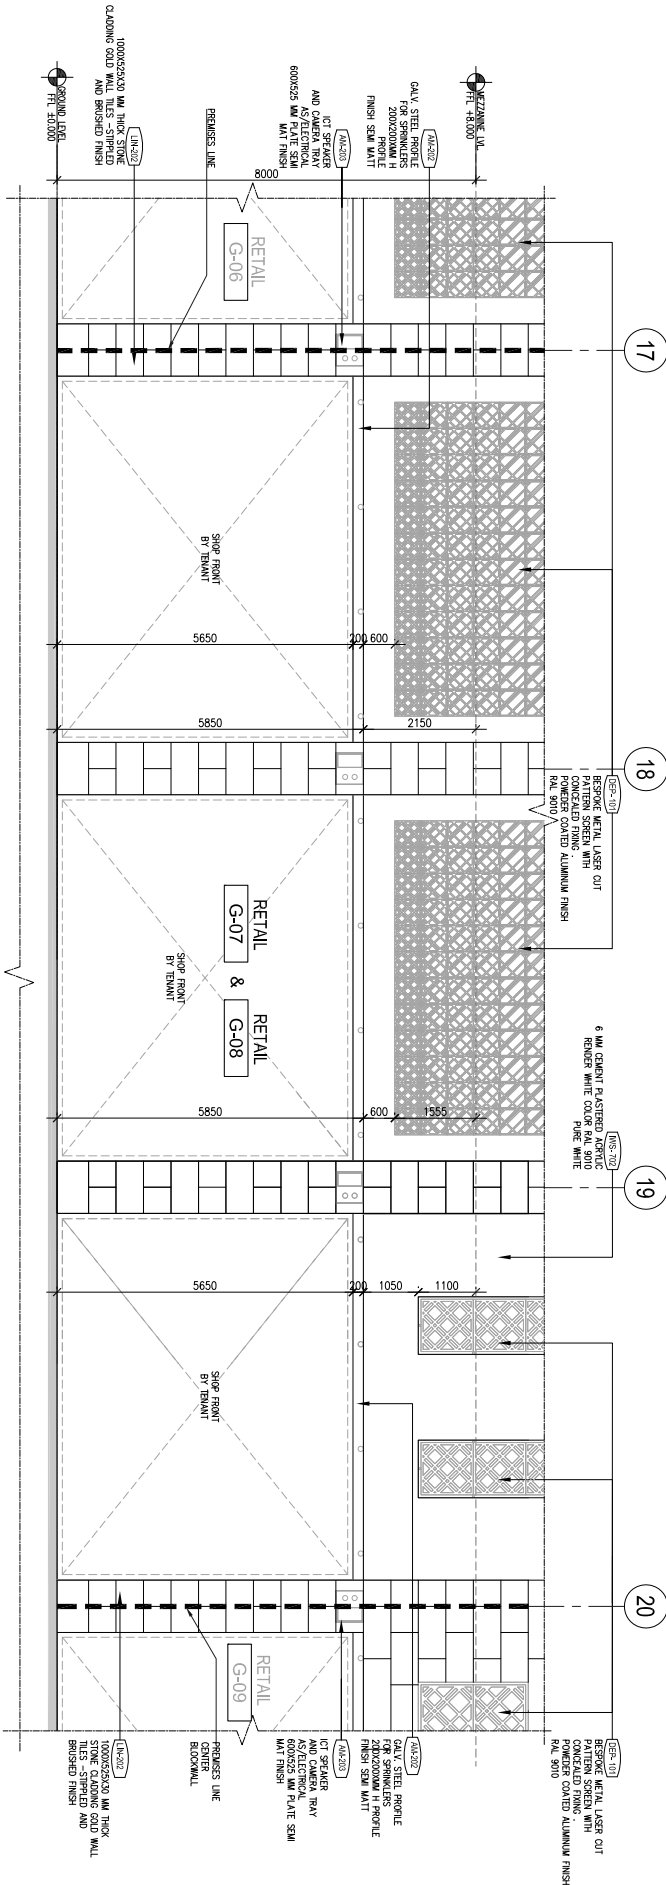 17
18
19
20
MEZZANINE LVL
FFL +8.000
GROUND LEVEL
FFL ±0.000
8000
AM-202
GALV. STEEL PROFILE
FOR SPRINKLERS
200X200MM H
PROFILE
FINISH SEMI MATT
AM-203
ICT SPEAKER
AND CAMERA TRAY
AS/ELECTRICAL
600X525 MM PLATE SEMI
MAT FINISH
PREMISES LINE
LIN-202
1000X525X30 MM THICK STONE
CLADDING GOLD WALL TILES -STIPPLED
AND BRUSHED FINISH
RETAIL
G-06
SHOP FRONT
BY TENANT
5650
200
600
5850
2150
DEP-101
BESPOKE METAL LASER CUT
PATTERN SCREEN WITH
CONCEALED FIXING .
POWEDER COATED ALUMINUM FINISH
RAL 9010
RETAIL
G-07
&
RETAIL
G-08
SHOP FRONT
BY TENANT
5850
600
1555
IWS-702
6 MM CEMENT PLASTERED ACRYLIC
RENDER WHITE COLOR RAL 9010
PURE WHITE
5650
200
1050
1100
SHOP FRONT
BY TENANT
RETAIL
G-09
DEP-101
BESPOKE METAL LASER CUT
PATTERN SCREEN WITH
CONCEALED FIXING .
POWEDER COATED ALUMINUM FINISH
RAL 9010
AM-202
GALV. STEEL PROFILE
FOR SPRINKLERS
200X200MM H PROFILE
FINISH SEMI MATT
AM-203
ICT SPEAKER
AND CAMERA TRAY
AS/ELECTRICAL
600X525 MM PLATE SEMI
MAT FINISH
PREMISES LINE
CENTER
BLOCKWALL
LIN-202
1000X525X30 MM THICK
STONE CLADDING GOLD WALL
TILES -STIPPLED AND
BRUSHED FINISH